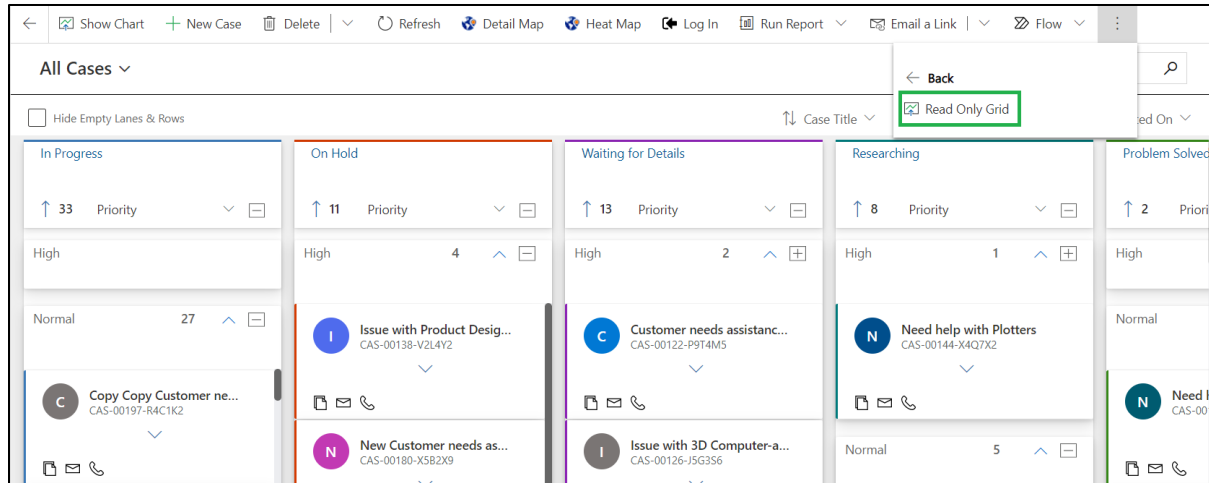 Show Chart New Case Delete Refresh Detail Map Heat Map Log In Run Report Email a Link Flow
All Cases
Back
Read Only Grid
Hide Empty Lanes & Rows Case Title ed On
In Progress On Hold Waiting for Details Researching Problem Solved
33 Priority 11 Priority 13 Priority 8 Priority 2 Priori
High High 4 High 2 High 1 High
Normal 27 Normal
I Issue with Product Desig... C Customer needs assistanc... N Need help with Plotters
CAS-00138-V2L4Y2 CAS-00122-P9T4M5 CAS-00144-X4Q7X2
C Copy Copy Customer ne... N Need
CAS-00197-R4C1K2 CAS-00
N New Customer needs as... I Issue with 3D Computer-a... Normal 5
CAS-00180-X5B2X9 CAS-00126-J5G3S6